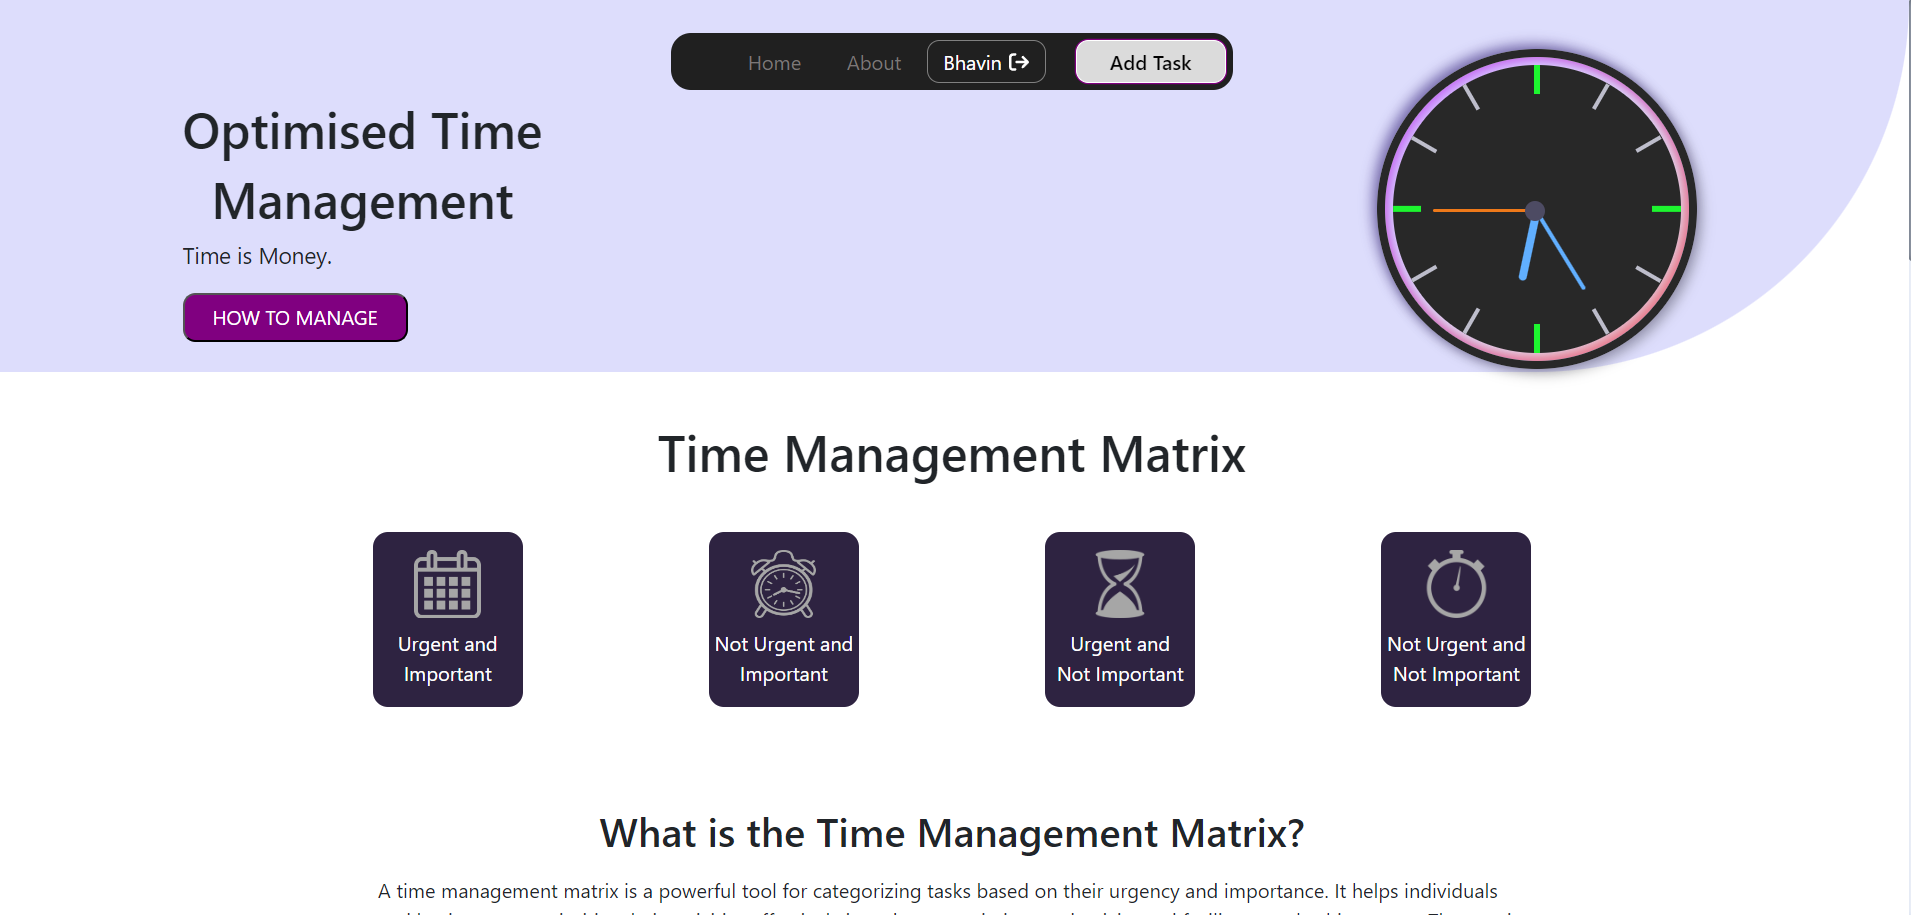 Home
About
Bhavin
Add Task
Optimised Time
Management
Time is Money.
HOW TO MANAGE
Time Management Matrix
Urgent and
Important
Not Urgent and
Important
Urgent and
Not Important
Not Urgent and
Not Important
What is the Time Management Matrix?
A time management matrix is a powerful tool for categorizing tasks based on their urgency and importance. It helps individuals